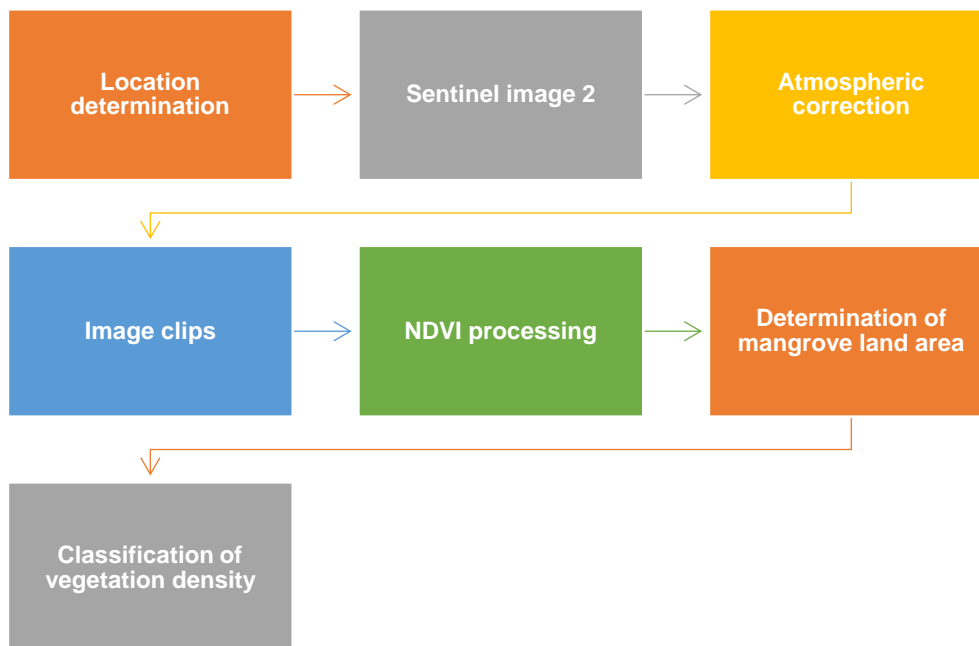 Location
determination
Sentinel image 2
Atmospheric
correction
Image clips
NDVI processing
Determination of
mangrove land area
Classification of
vegetation density